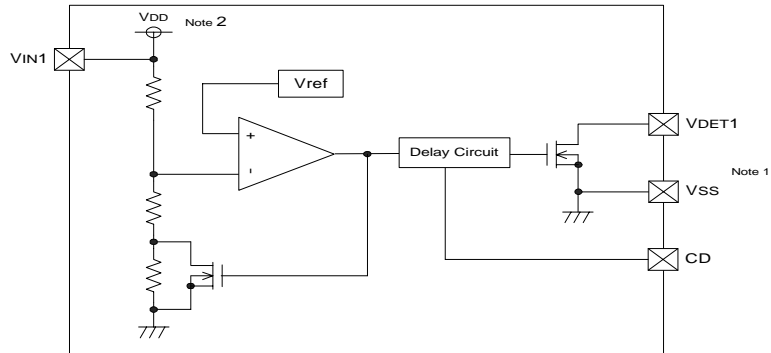 VDD Note 2
VIN1
Vref
+
-
Delay Circuit
VDET1
VSS Note 1
CD